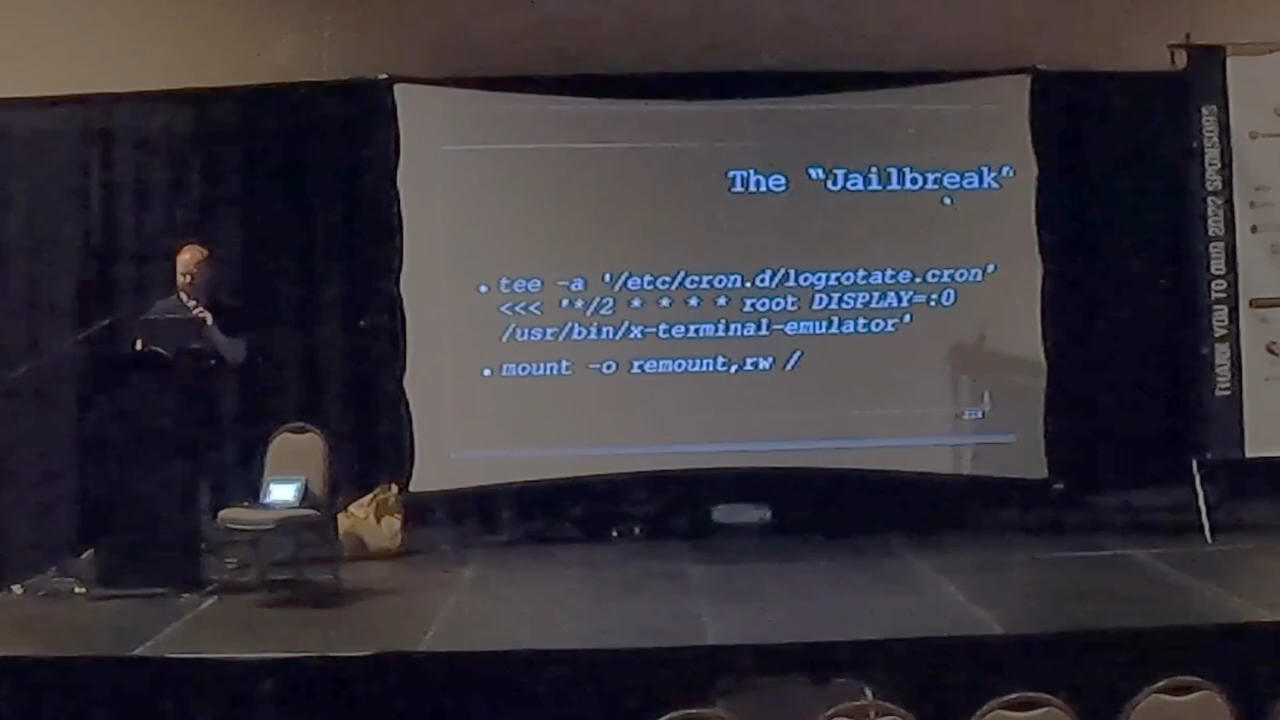 The "Jailbreak"
• tee -a '/etc/cron.d/logrotate.cron'
<<< '*/2 * * * * root DISPLAY=:0
/usr/bin/x-terminal-emulator'
• mount -o remount,rw /
THANK YOU TO OUR 2022 SPONSORS